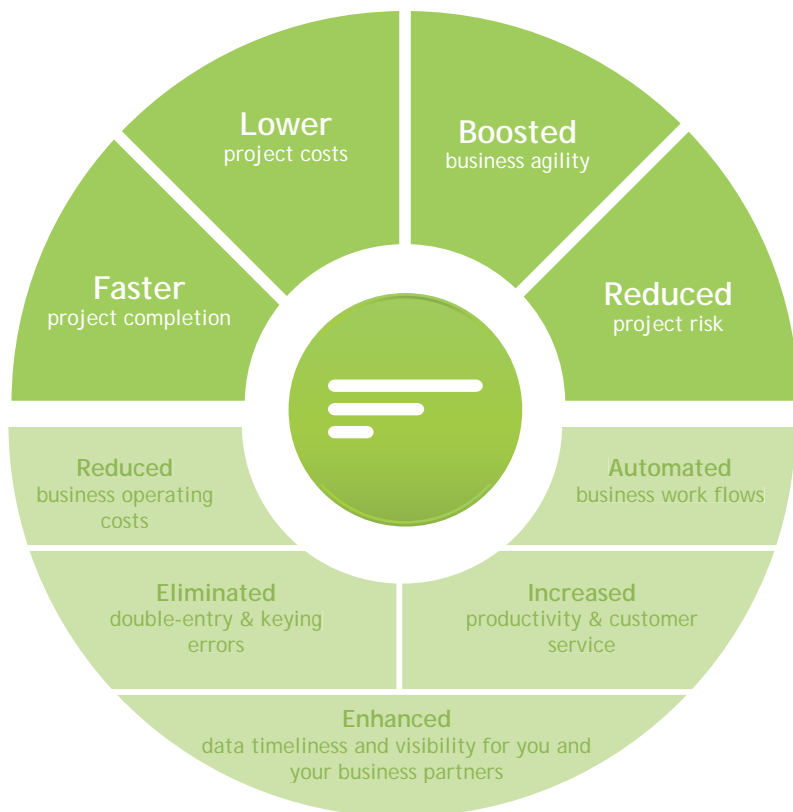 Lower
project costs
Boosted
business agility
Faster
project completion
Reduced
project risk
Reduced
business operating
costs
Automated
business work flows
Eliminated
double-entry & keying
errors
Increased
productivity & customer
service
Enhanced
data timeliness and visibility for you and
your business partners